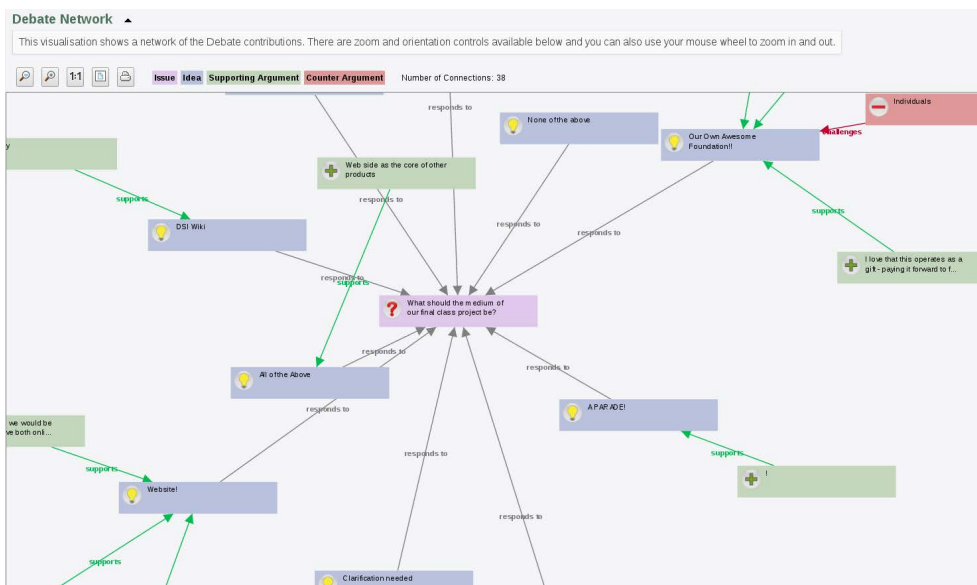 Debate Network
This visualisation shows a network of the Debate contributions. There are zoom and orientation controls available below and you can also use your mouse wheel to zoom in and out.
1:1
Issue Idea Supporting Argument Counter Argument Number of Connections: 38
responds to
Individuals
None of the above
challenges
Our Own Awesome
Foundation!!
y
Web side as the core of other
products
supports
responds to
supports
DSI Wiki
responds to
responds to
I love that this operates as a
gift - paying it forward to f...
responds to
supports
What should the medium of
our final class project be?
responds to
All of the Above
responds to
A PARADE!
responds to
we would be
ve both onli...
responds to
supports
supports
!
Website!
responds to
supports
Clarification needed